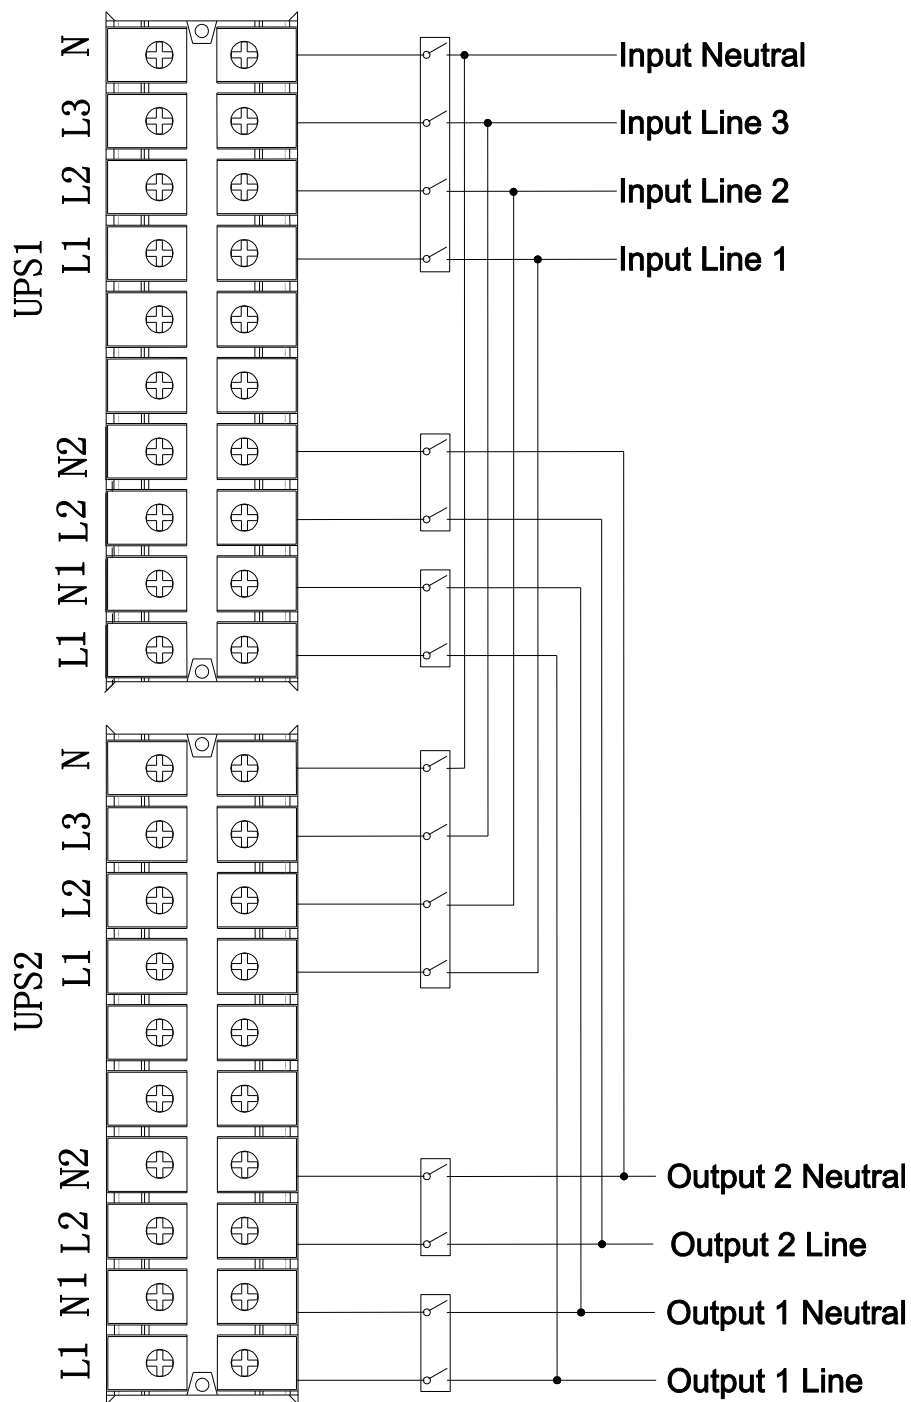 N
Input Neutral
L3
Input Line 3
L2
Input Line 2
L1
Input Line 1
UPS1
N2
L2
N1
L1
N
L3
L2
L1
UPS2
N2
Output 2 Neutral
L2
Output 2 Line
N1
Output 1 Neutral
L1
Output 1 Line